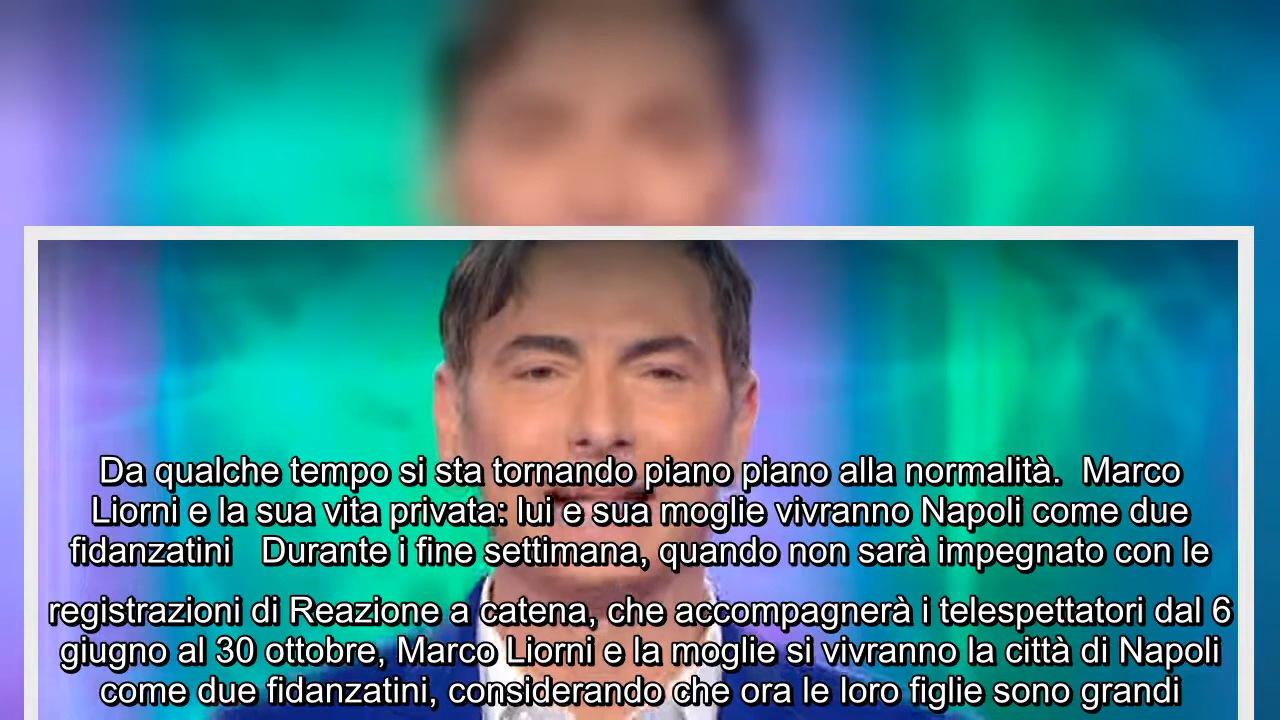 Da qualche tempo si sta tornando piano piano alla normalità.  Marco
Liorni e la sua vita privata: lui e sua moglie vivranno Napoli come due
fidanzatini   Durante i fine settimana, quando non sarà impegnato con le
registrazioni di Reazione a catena, che accompagnerà i telespettatori dal 6
giugno al 30 ottobre, Marco Liorni e la moglie si vivranno la città di Napoli
come due fidanzatini, considerando che ora le loro figlie sono grandi